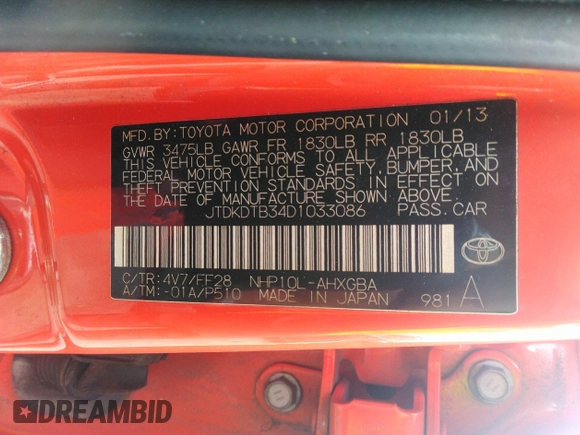 MFD. BY: TOYOTA MOTOR CORPORATION 01/13
GVWR 3475LB GAWR FR 1830LB RR 1830LB
THIS VEHICLE CONFORMS TO ALL APPLICABLE
FEDERAL MOTOR VEHICLE SAFETY, BUMPER, AND
THEFT PREVENTION STANDARDS IN EFFECT ON
THE DATE OF MANUFACTURE SHOWN ABOVE.
JTDKDTB34D1033086 PASS. CAR
C/TR: 4V7/FF28 NHP10L-AHXGBA
A/TM: -01A/P510 MADE IN JAPAN 981 A
TOYOTA
DREAMBID